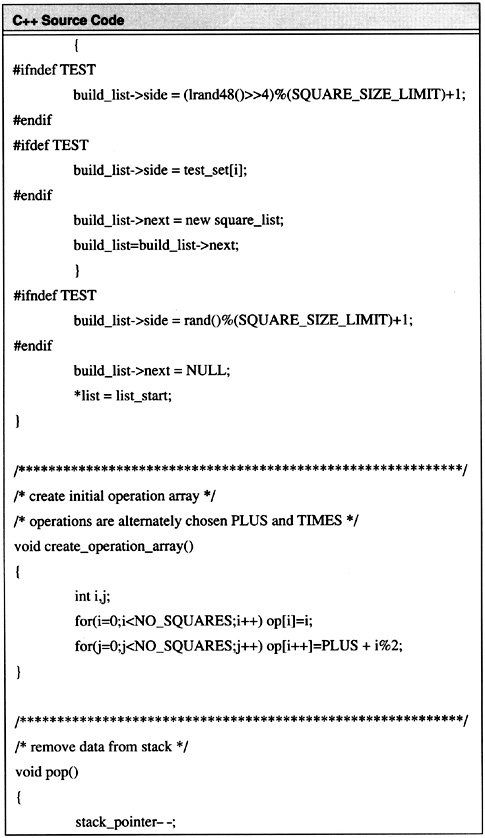 C++ Source Code
{
#ifndef TEST
build_list->side = (lrand48()>>4)%(SQUARE_SIZE_LIMIT)+1;
#endif
#ifdef TEST
build_list->side = test_set[i];
#endif
build_list->next = new square_list;
build_list=build_list->next;
}
#ifndef TEST
build_list->side = rand()%(SQUARE_SIZE_LIMIT)+1;
#endif
build_list->next = NULL;
*list = list_start;
}
/***********************************************************/
/* create initial operation array */
/* operations are alternately chosen PLUS and TIMES */
void create_operation_array()
{
int i,j;
for(i=0;i<NO_SQUARES;i++) op[i]=i;
for(j=0;j<NO_SQUARES;j++) op[i++]=PLUS + i%2;
}
/***********************************************************/
/* remove data from stack */
void pop()
{
stack_pointer- -;